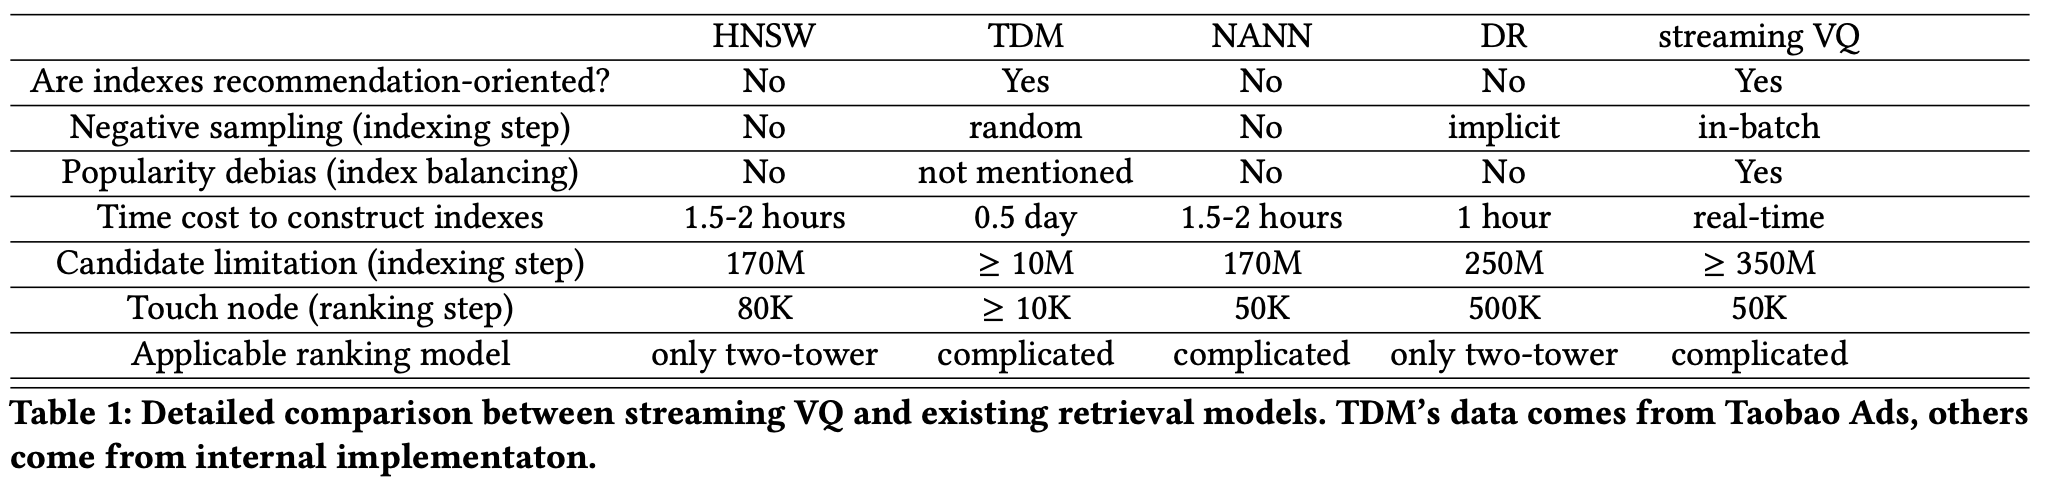 HNSW TDM NANN DR streaming VQ
Are indexes recommendation-oriented? No Yes No No Yes
Negative sampling (indexing step) No random No implicit in-batch
Popularity debias (index balancing) No not mentioned No No Yes
Time cost to construct indexes 1.5-2 hours 0.5 day 1.5-2 hours 1 hour real-time
Candidate limitation (indexing step) 170M ≥ 10M 170M 250M ≥ 350M
Touch node (ranking step) 80K ≥ 10K 50K 500K 50K
Applicable ranking model only two-tower complicated complicated only two-tower complicated
Table 1: Detailed comparison between streaming VQ and existing retrieval models. TDM’s data comes from Taobao Ads, others
come from internal implementaton.